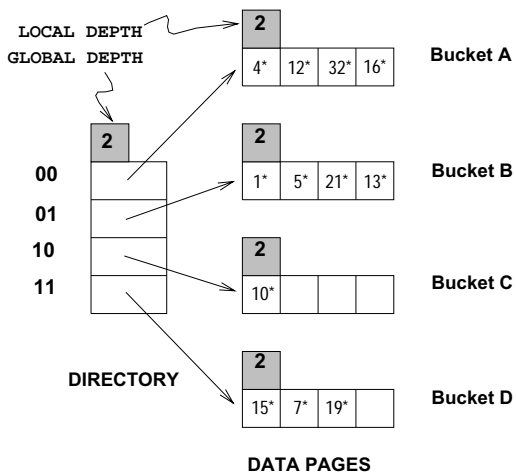 LOCAL DEPTH
GLOBAL DEPTH
2
00
01
10
11
DIRECTORY
2
4* 12* 32* 16*
Bucket A
2
1* 5* 21* 13*
Bucket B
2
10*
Bucket C
2
15* 7* 19*
Bucket D
DATA PAGES